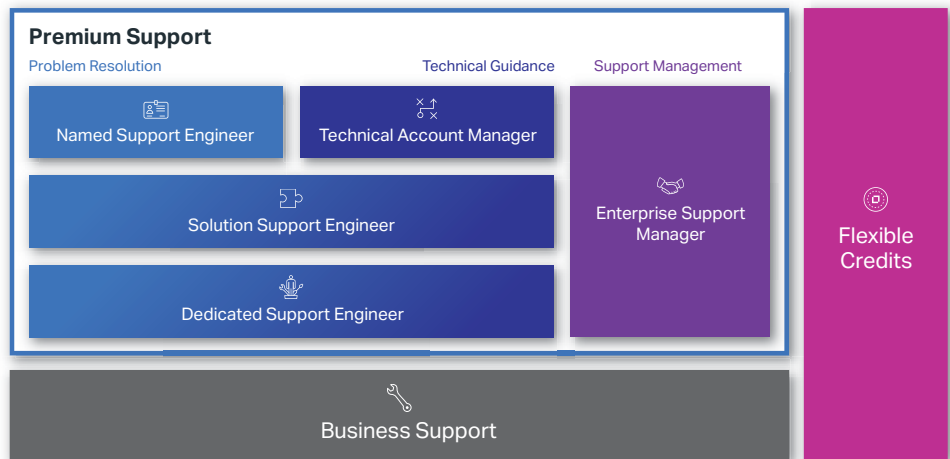 Premium Support
Problem Resolution
Technical Guidance
Support Management
Named Support Engineer
Technical Account Manager
Solution Support Engineer
Dedicated Support Engineer
Enterprise Support
Manager
Flexible
Credits
Business Support